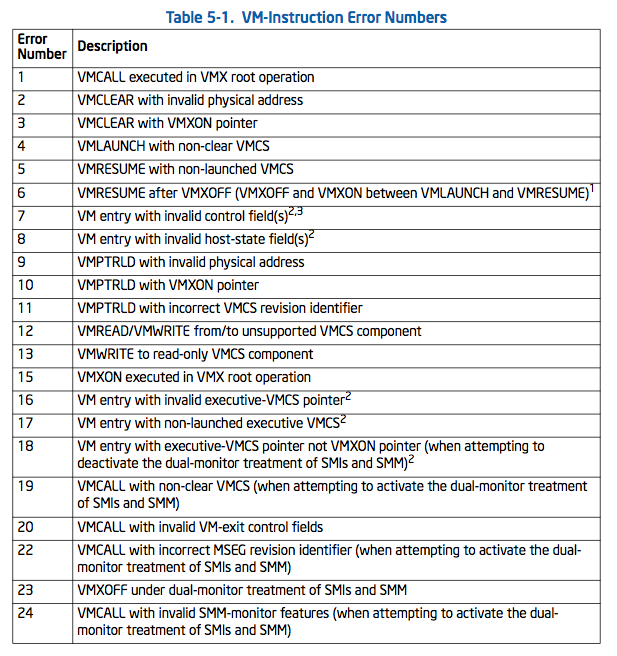 Table 5-1. VM-Instruction Error Numbers
Error
Number Description
1 VMCALL executed in VMX root operation
2 VMCLEAR with invalid physical address
3 VMCLEAR with VMXON pointer
4 VMLAUNCH with non-clear VMCS
5 VMRESUME with non-launched VMCS
6 VMRESUME after VMXOFF (VMXOFF and VMXON between VMLAUNCH and VMRESUME)1
7 VM entry with invalid control field(s)2,3
8 VM entry with invalid host-state field(s)2
9 VMPTRLD with invalid physical address
10 VMPTRLD with VMXON pointer
11 VMPTRLD with incorrect VMCS revision identifier
12 VMREAD/VMWRITE from/to unsupported VMCS component
13 VMWRITE to read-only VMCS component
15 VMXON executed in VMX root operation
16 VM entry with invalid executive-VMCS pointer2
17 VM entry with non-launched executive VMCS2
18 VM entry with executive-VMCS pointer not VMXON pointer (when attempting to
deactivate the dual-monitor treatment of SMIs and SMM)2
19 VMCALL with non-clear VMCS (when attempting to activate the dual-monitor treatment
of SMIs and SMM)
20 VMCALL with invalid VM-exit control fields
22 VMCALL with incorrect MSEG revision identifier (when attempting to activate the dual-
monitor treatment of SMIs and SMM)
23 VMXOFF under dual-monitor treatment of SMIs and SMM
24 VMCALL with invalid SMM-monitor features (when attempting to activate the dual-
monitor treatment of SMIs and SMM)